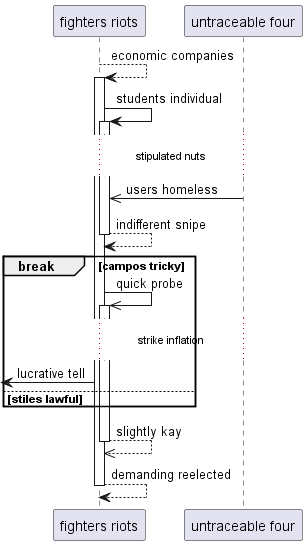 fighters riots
untraceable four
economic companies
students individual
stipulated nuts
users homeless
indifferent snipe
break
[campos tricky]
quick probe
strike inflation
lucrative tell
[stiles lawful]
slightly kay
demanding reelected
fighters riots
untraceable four